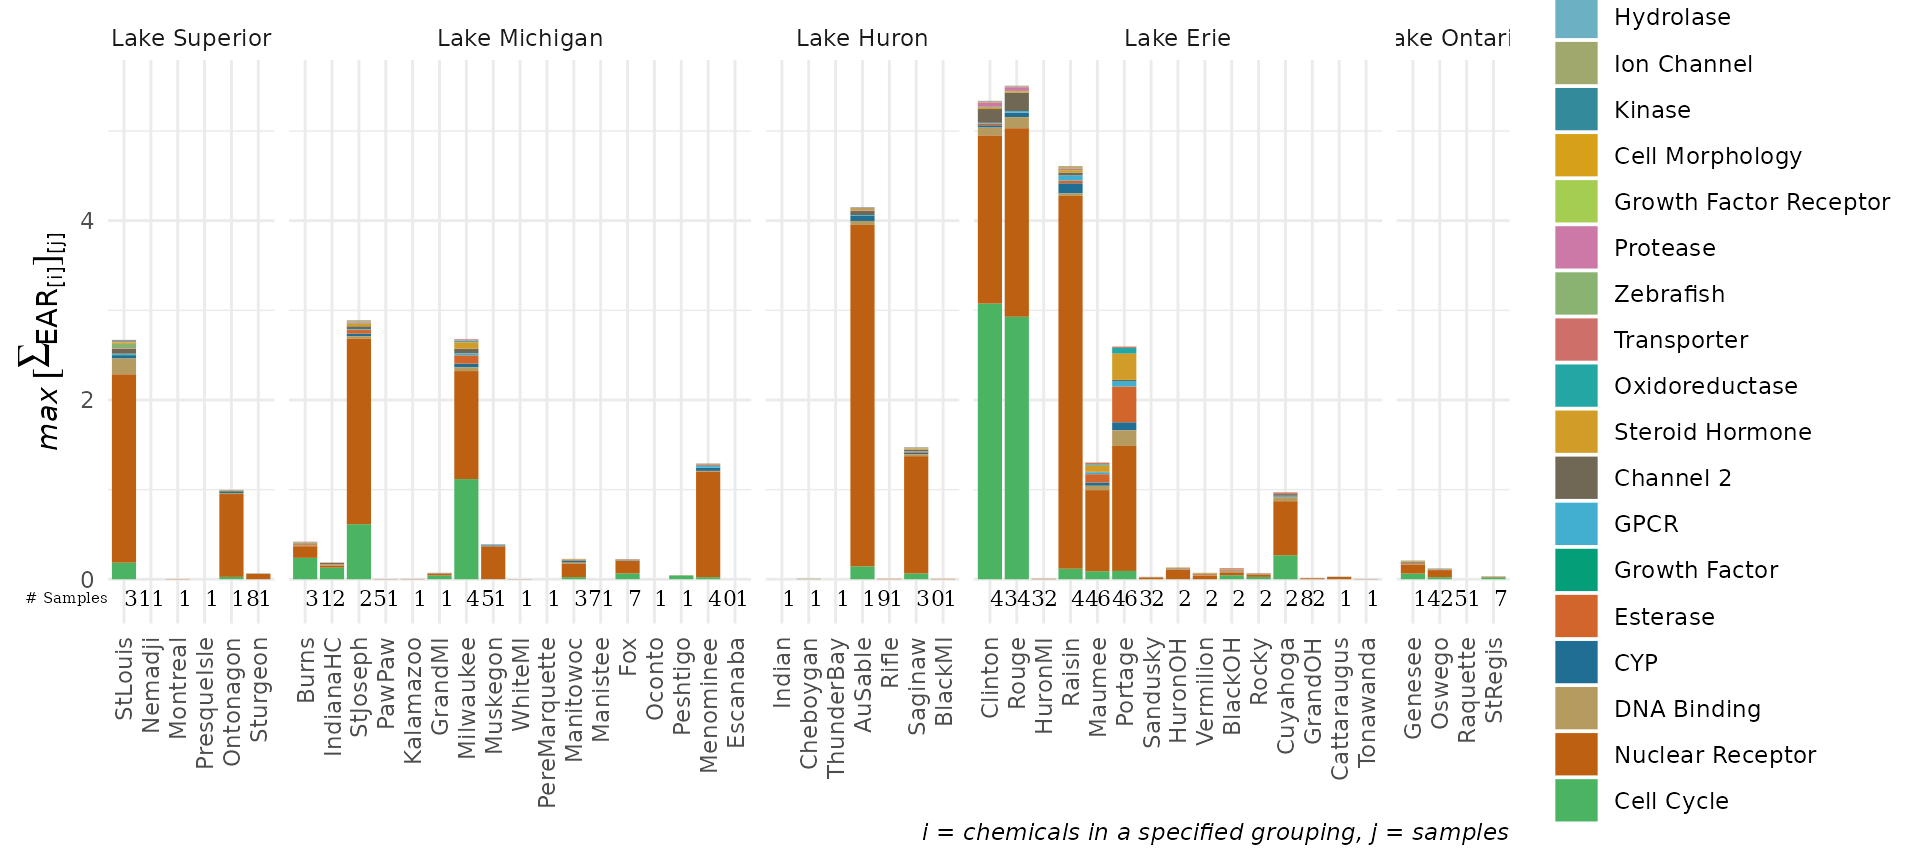 Lake Superior Lake Michigan Lake Huron Lake Erie ake Ontari
max [∑EAR[i]][j]
4
2
0
# Samples 311 1 1 181 312 251 1 1 451 1 1 371 7 1 1 401 1 1 1 191 301 43432 44464632 2 2 2 2 282 1 1 14251 7
StLouis
Nemadji
Montreal
PresqueIsle
Ontonagon
Sturgeon
Burns
IndianaHC
StJoseph
PawPaw
Kalamazoo
GrandMI
Milwaukee
Muskegon
WhiteMI
PereMarquette
Manitowoc
Manistee
Fox
Oconto
Peshtigo
Menominee
Escanaba
Indian
Cheboygan
ThunderBay
AuSable
Rifle
Saginaw
BlackMI
Clinton
Rouge
HuronMI
Raisin
Maumee
Portage
Sandusky
HuronOH
Vermilion
BlackOH
Rocky
Cuyahoga
GrandOH
Cattaraugus
Tonawanda
Genesee
Oswego
Raquette
StRegis
i = chemicals in a specified grouping, j = samples
Hydrolase
Ion Channel
Kinase
Cell Morphology
Growth Factor Receptor
Protease
Zebrafish
Transporter
Oxidoreductase
Steroid Hormone
Channel 2
GPCR
Growth Factor
Esterase
CYP
DNA Binding
Nuclear Receptor
Cell Cycle